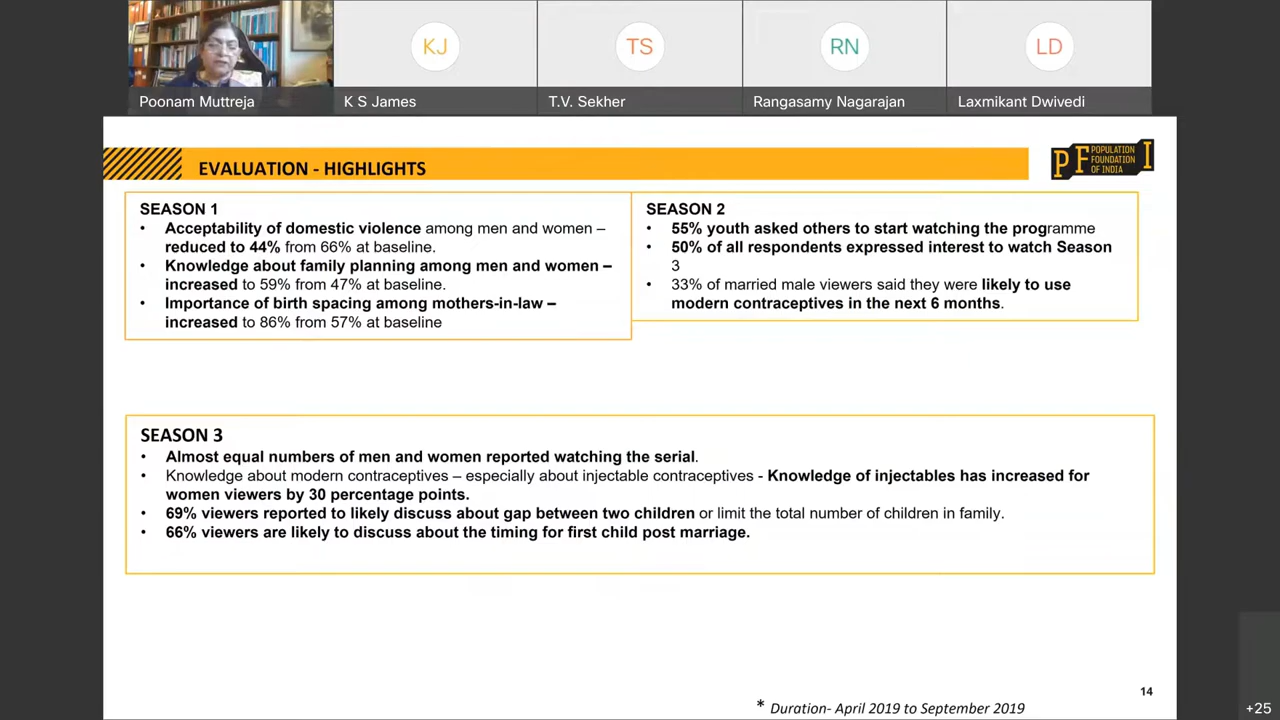 KJ
TS
RN
LD
Poonam Muttreja
K S James
T.V. Sekher
Rangasamy Nagarajan
Laxmikant Dwivedi
EVALUATION - HIGHLIGHTS
P F I
POPULATION
FOUNDATION
OF INDIA
SEASON 1
• Acceptability of domestic violence among men and women –
reduced to 44% from 66% at baseline.
• Knowledge about family planning among men and women –
increased to 59% from 47% at baseline.
• Importance of birth spacing among mothers-in-law –
increased to 86% from 57% at baseline
SEASON 2
• 55% youth asked others to start watching the programme
• 50% of all respondents expressed interest to watch Season
3
• 33% of married male viewers said they were likely to use
modern contraceptives in the next 6 months.
SEASON 3
• Almost equal numbers of men and women reported watching the serial.
• Knowledge about modern contraceptives – especially about injectable contraceptives - Knowledge of injectables has increased for
women viewers by 30 percentage points.
• 69% viewers reported to likely discuss about gap between two children or limit the total number of children in family.
• 66% viewers are likely to discuss about the timing for first child post marriage.
14
* Duration- April 2019 to September 2019
+25